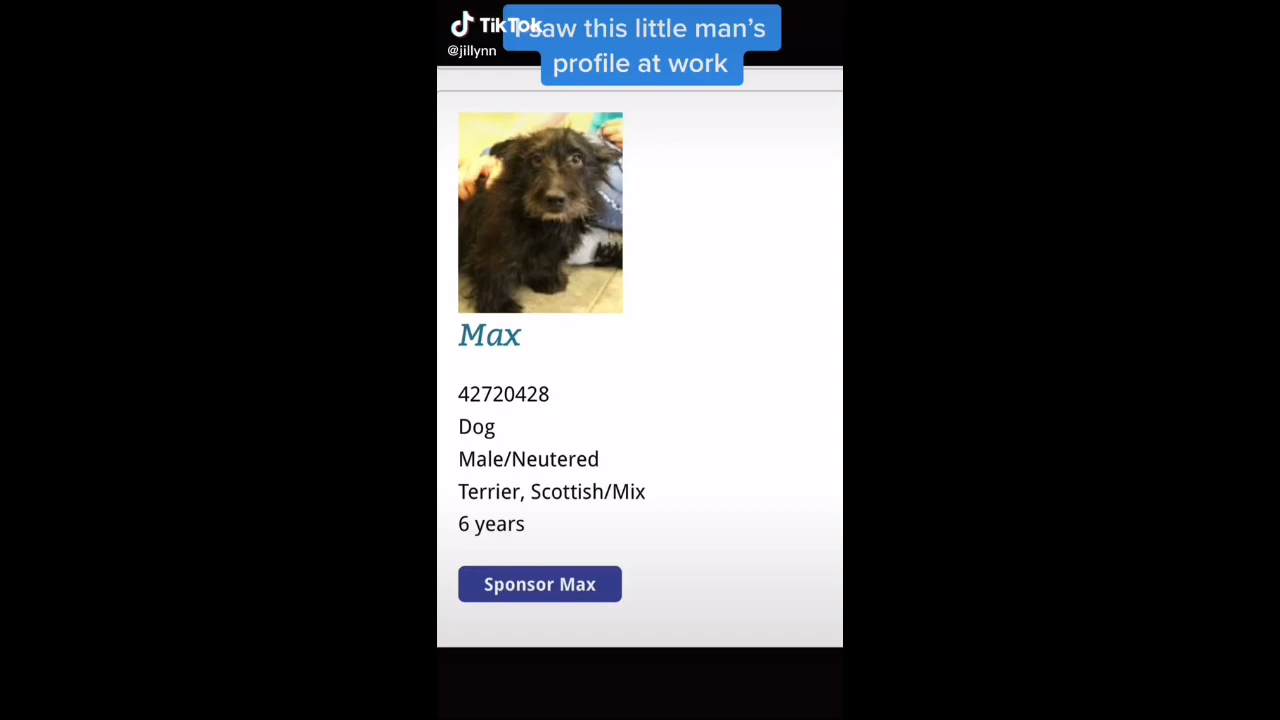 TikTok
@jillynn
I saw this little man's
profile at work
Max
42720428
Dog
Male/Neutered
Terrier, Scottish/Mix
6 years
Sponsor Max